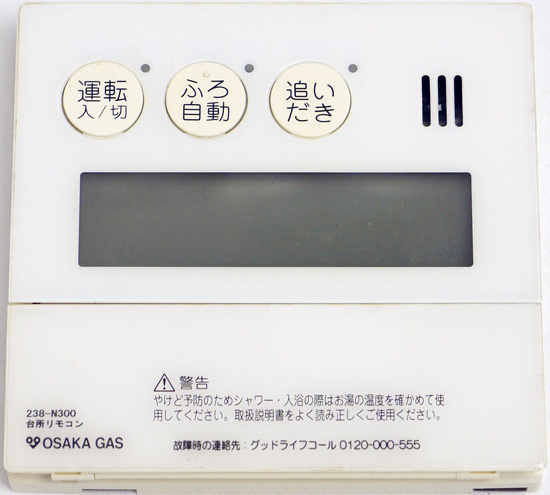 運転
入/切
ふろ
自動
追い
だき
警告
やけど予防のためシャワー・入浴の際はお湯の温度を確かめて使
用してください。取扱説明書をよく読み正しくご使用ください。
238-N300
台所リモコン
OSAKA GAS
故障時の連絡先：グッドライフコール 0120-000-555